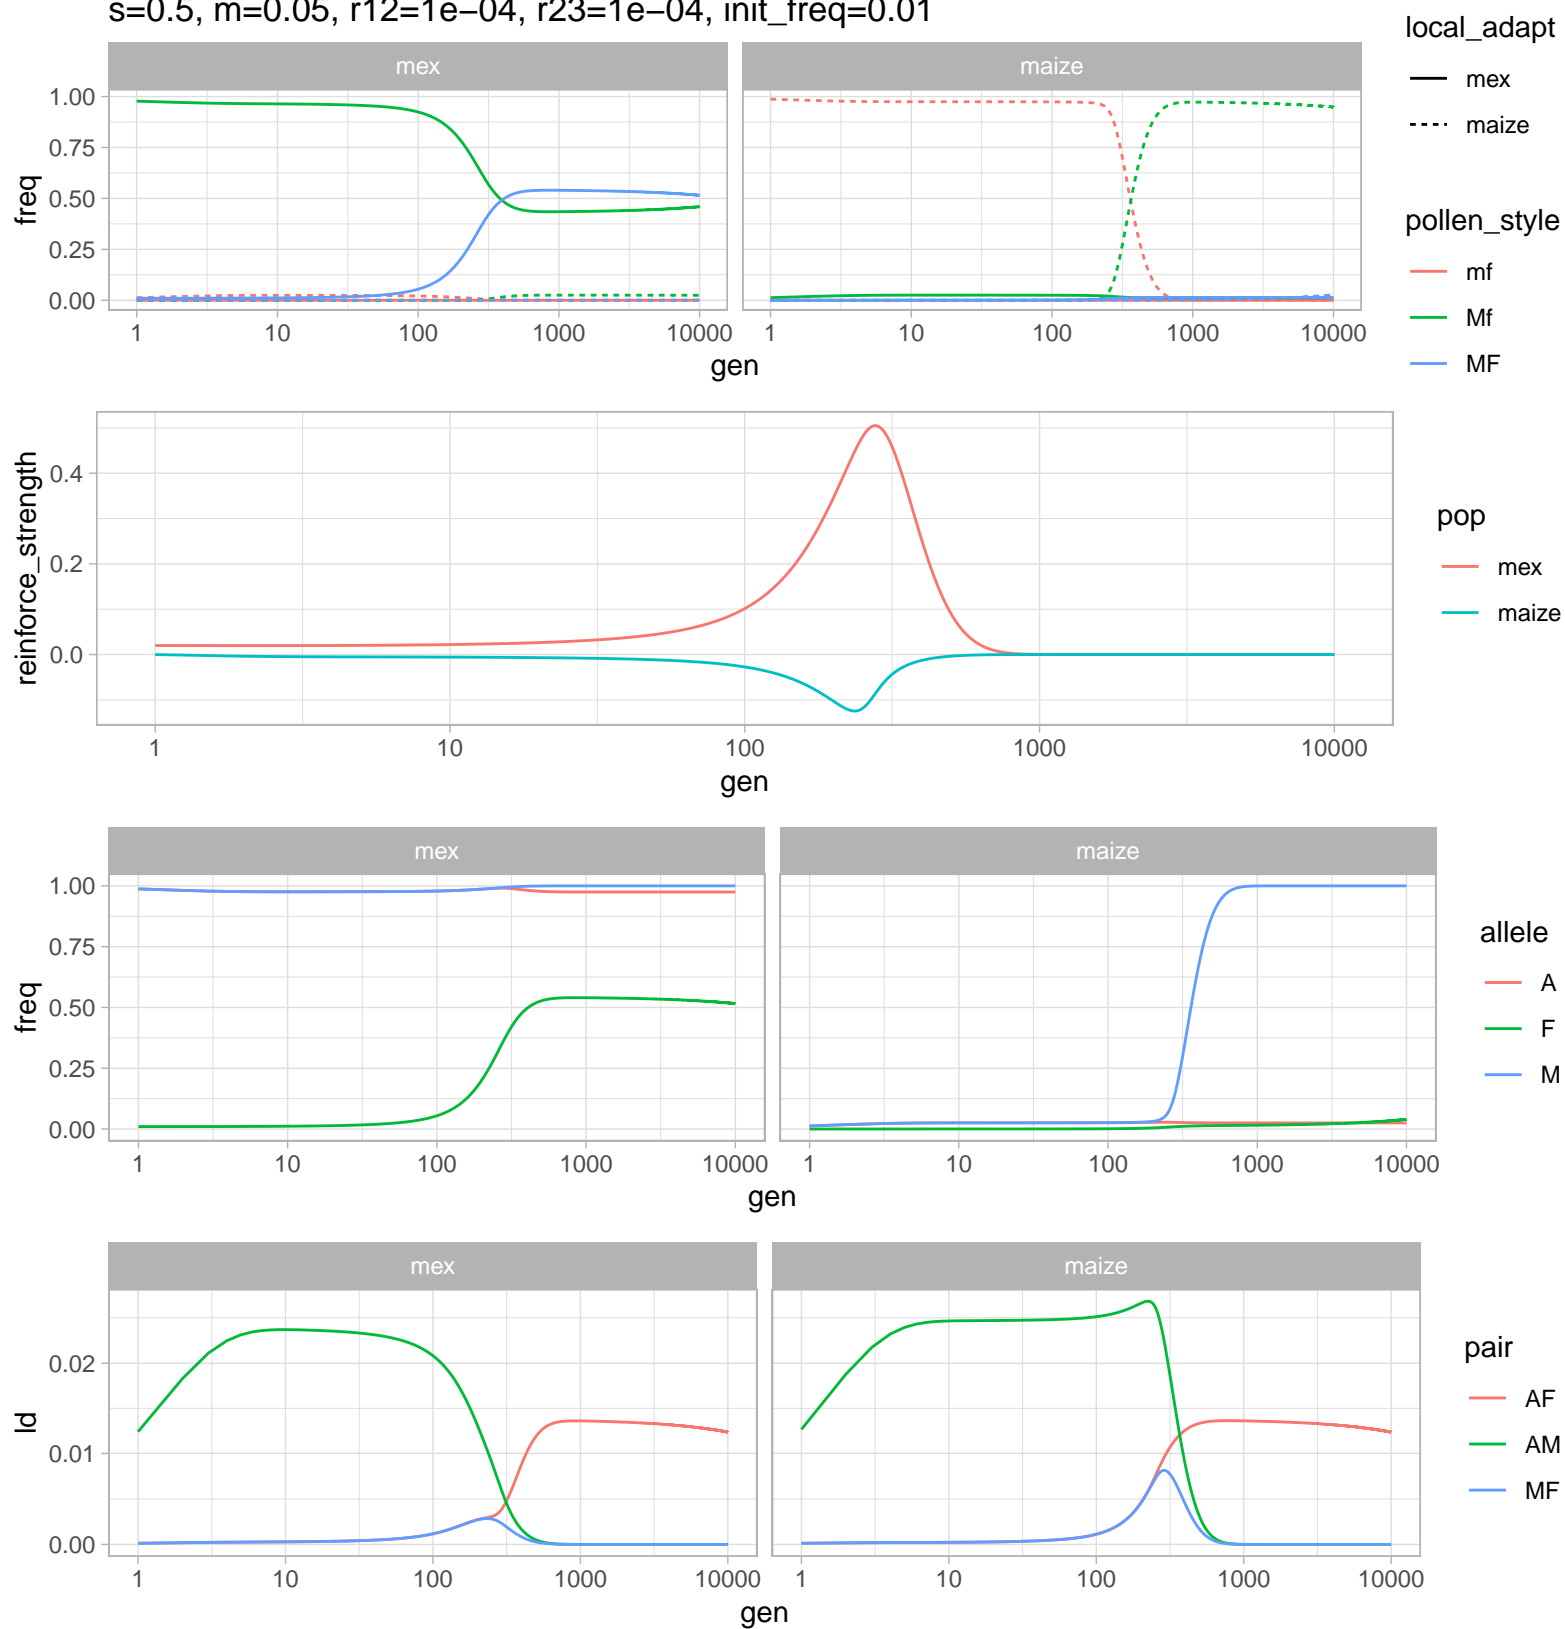 s=0.5, m=0.05, r12=1e−04, r23=1e−04, init_freq=0.01
mex
maize
freq
1.00
0.75
0.50
0.25
0.00
1
10
100
1000
10000
1
10
100
1000
10000
gen
local_adapt
mex
maize
pollen_style
mf
Mf
MF
reinforce_strength
0.4
0.2
0.0
1
10
100
1000
10000
gen
pop
mex
maize
mex
maize
freq
1.00
0.75
0.50
0.25
0.00
1
10
100
1000
10000
1
10
100
1000
10000
gen
allele
A
F
M
mex
maize
ld
0.02
0.01
0.00
1
10
100
1000
10000
1
10
100
1000
10000
gen
pair
AF
AM
MF